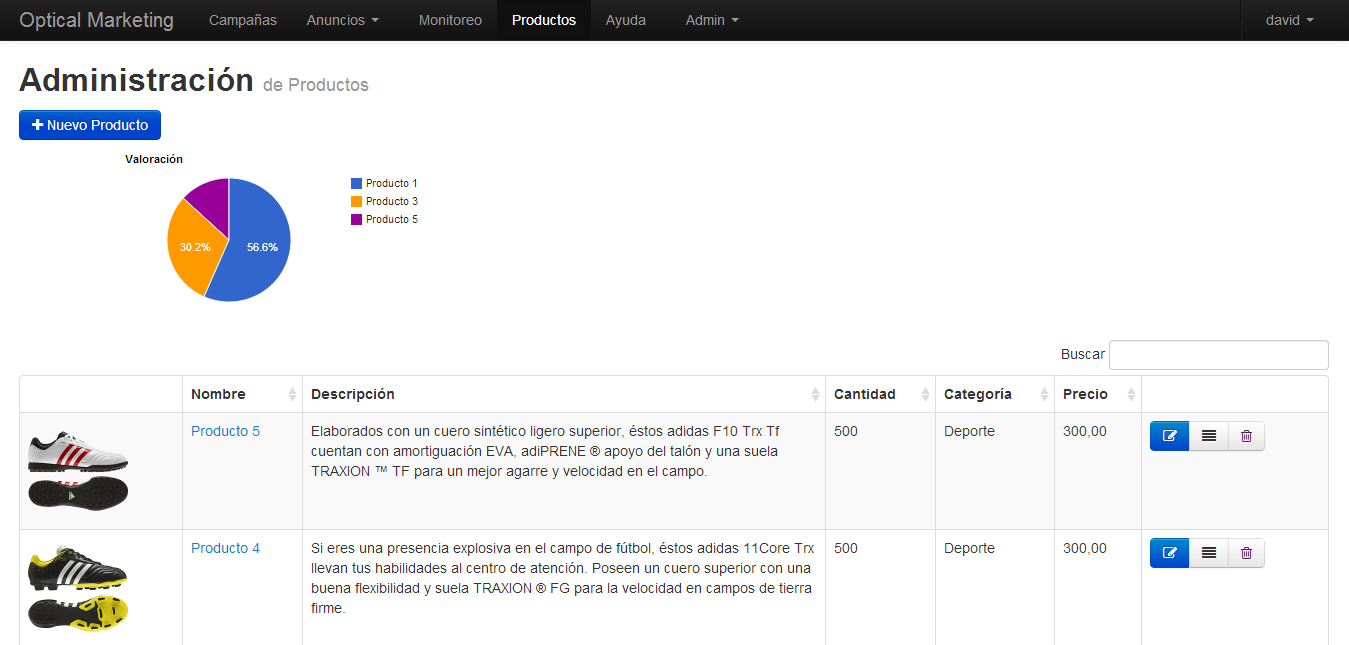 Optical Marketing Campañas Anuncios Monitoreo Productos Ayuda Admin david
Administración de Productos
Nuevo Producto
Valoración
Producto 1
Producto 3
Producto 5
30.2% 56.6%
Buscar
Nombre Descripción Cantidad Categoría Precio
Producto 5 Elaborados con un cuero sintético ligero superior, éstos adidas F10 Trx Tf 500 Deporte 300,00
cuentan con amortiguación EVA, adiPRENE ® apoyo del talón y una suela
TRAXION ™ TF para un mejor agarre y velocidad en el campo.
Producto 4 Si eres una presencia explosiva en el campo de fútbol, éstos adidas 11Core Trx 500 Deporte 300,00
llevan tus habilidades al centro de atención. Poseen un cuero superior con una
buena flexibilidad y suela TRAXION ® FG para la velocidad en campos de tierra
firme.